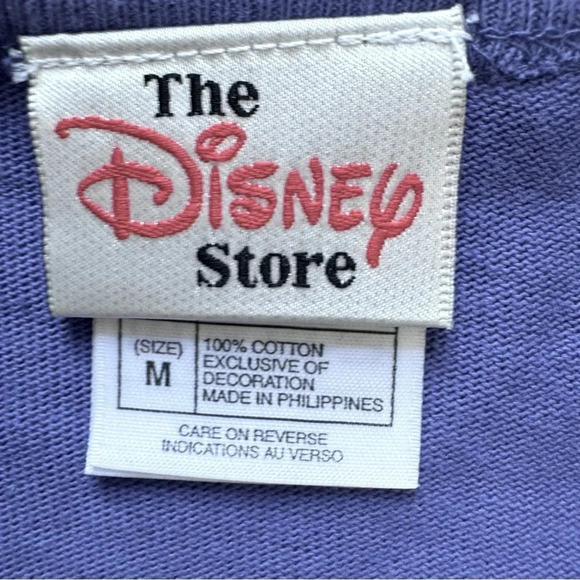 The
Disney
Store
(SIZE)
M
100% COTTON
EXCLUSIVE OF
DECORATION
MADE IN PHILIPPINES
CARE ON REVERSE
INDICATIONS AU VERSO